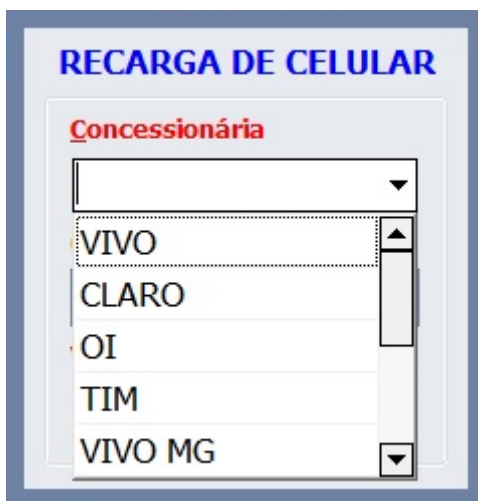 RECARGA DE CELULAR
Concessionária
VIVO
CLARO
OI
TIM
VIVO MG